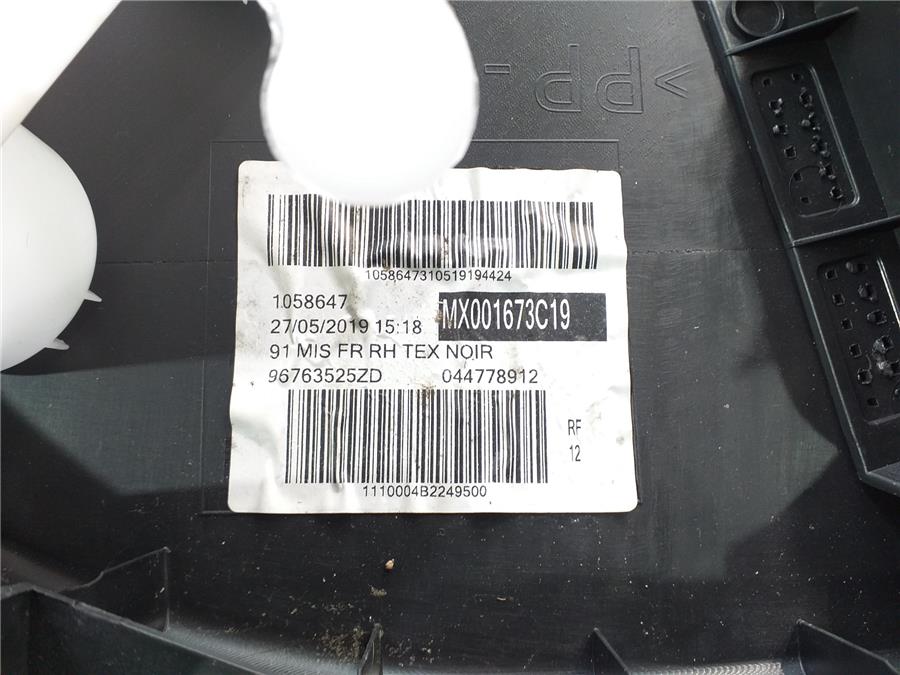 >PP-
1058647310519194424
1058647
MX001673C19
27/05/2019 15:18
91 MIS FR RH TEX NOIR
96763525ZD 044778912
RF
12
1110004B2249500